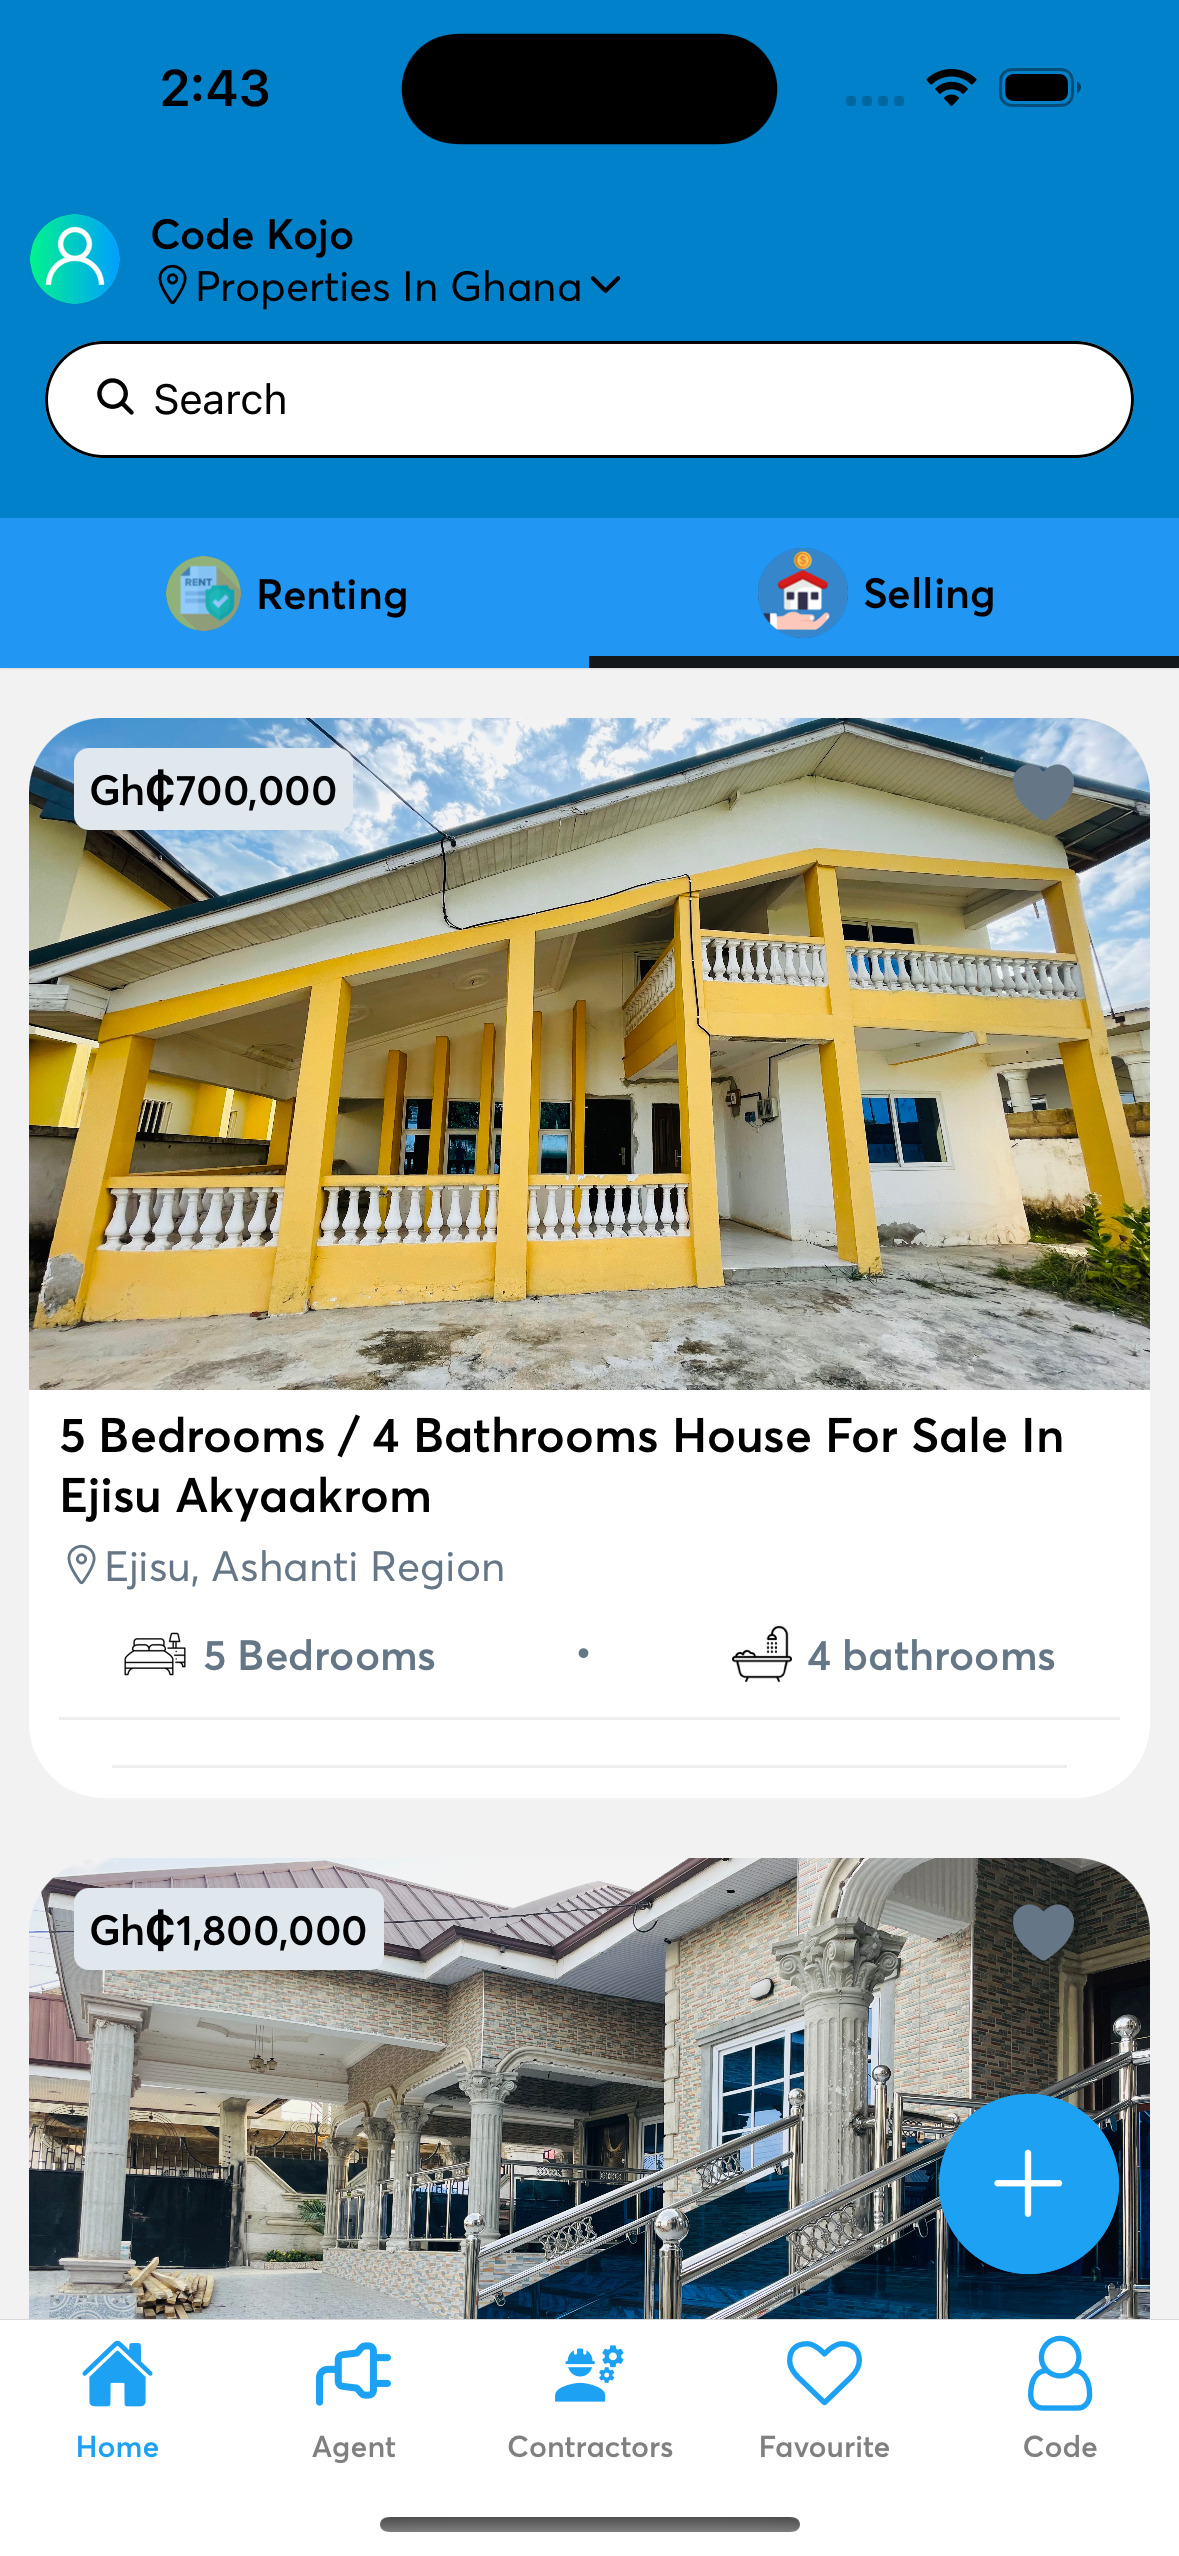 2:43
Code Kojo
Properties In Ghana
Search
RENT
Renting
Selling
Gh₵700,000
5 Bedrooms / 4 Bathrooms House For Sale In
Ejisu Akyaakrom
Ejisu, Ashanti Region
5 Bedrooms • 4 bathrooms
Gh₵1,800,000
Home
Agent
Contractors
Favourite
Code